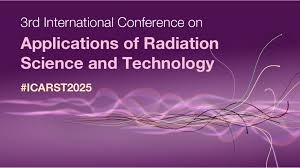 3rd International Conference on
Applications of Radiation
Science and Technology
#ICARST2025